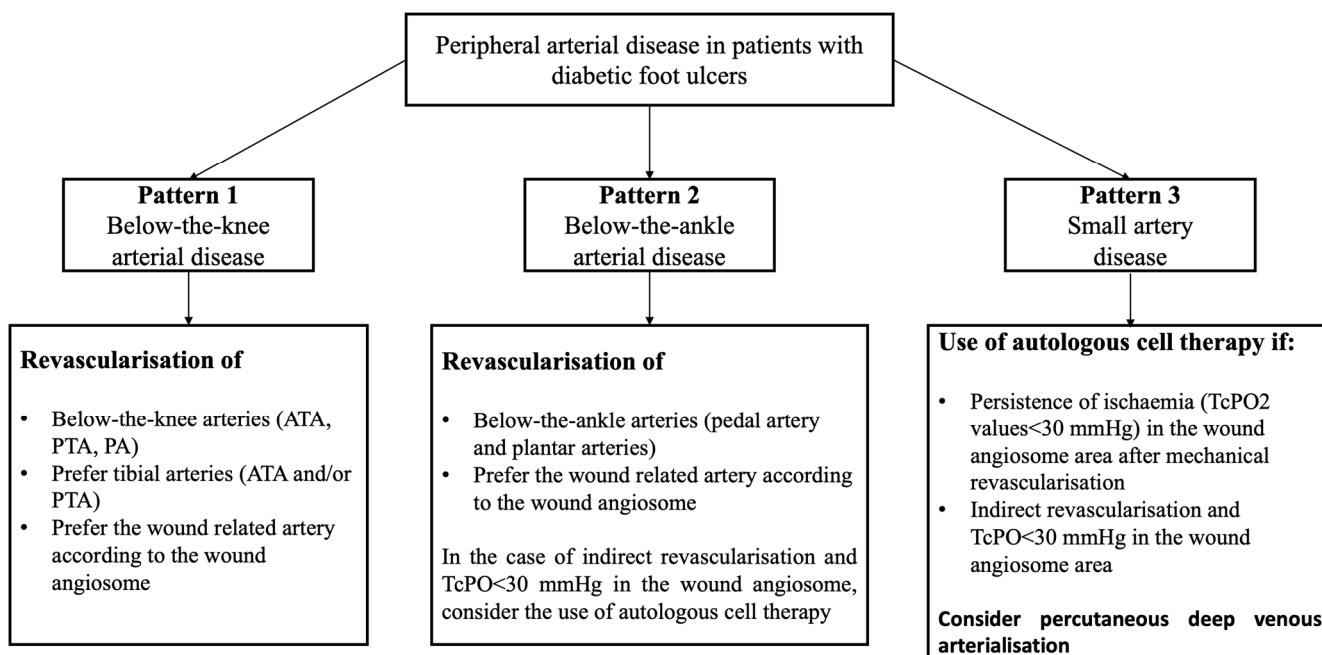 Peripheral arterial disease in patients with
diabetic foot ulcers
Pattern 1
Below-the-knee
arterial disease
Pattern 2
Below-the-ankle
arterial disease
Pattern 3
Small artery
disease
Revascularisation of
• Below-the-knee arteries (ATA,
PTA, PA)
• Prefer tibial arteries (ATA and/or
PTA)
• Prefer the wound related artery
according to the wound
angiosome
Revascularisation of
• Below-the-ankle arteries (pedal artery
and plantar arteries)
• Prefer the wound related artery according
to the wound angiosome
In the case of indirect revascularisation and
TcPO<30 mmHg in the wound angiosome,
consider the use of autologous cell therapy
Use of autologous cell therapy if:
• Persistence of ischaemia (TcPO2
values<30 mmHg) in the wound
angiosome area after mechanical
revascularisation
• Indirect revascularisation and
TcPO<30 mmHg in the wound
angiosome area
Consider percutaneous deep venous
arterialisation